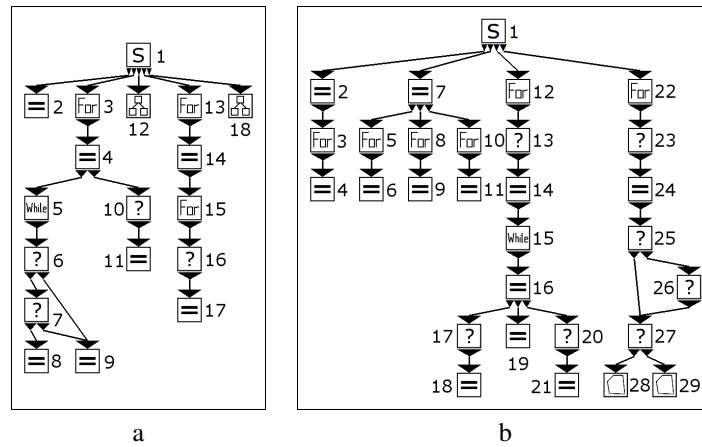 S 1
= 2 For 3 12 For 13 18
= 4 = 14
While 5 10 ? For 15
? 6 11 = ? 16
? 7 = 17
= 8 = 9
a
S 1
= 2 = 7 For 12 For 22
For 3 For 5 For 8 For 10 ? 13 ? 23
= 4 = 6 = 9 = 11 = 14 = 24
While 15 ? 25
= 16 26 ?
17 ? = 19 ? 20 ? 27
18 = 21 = 28 29
b